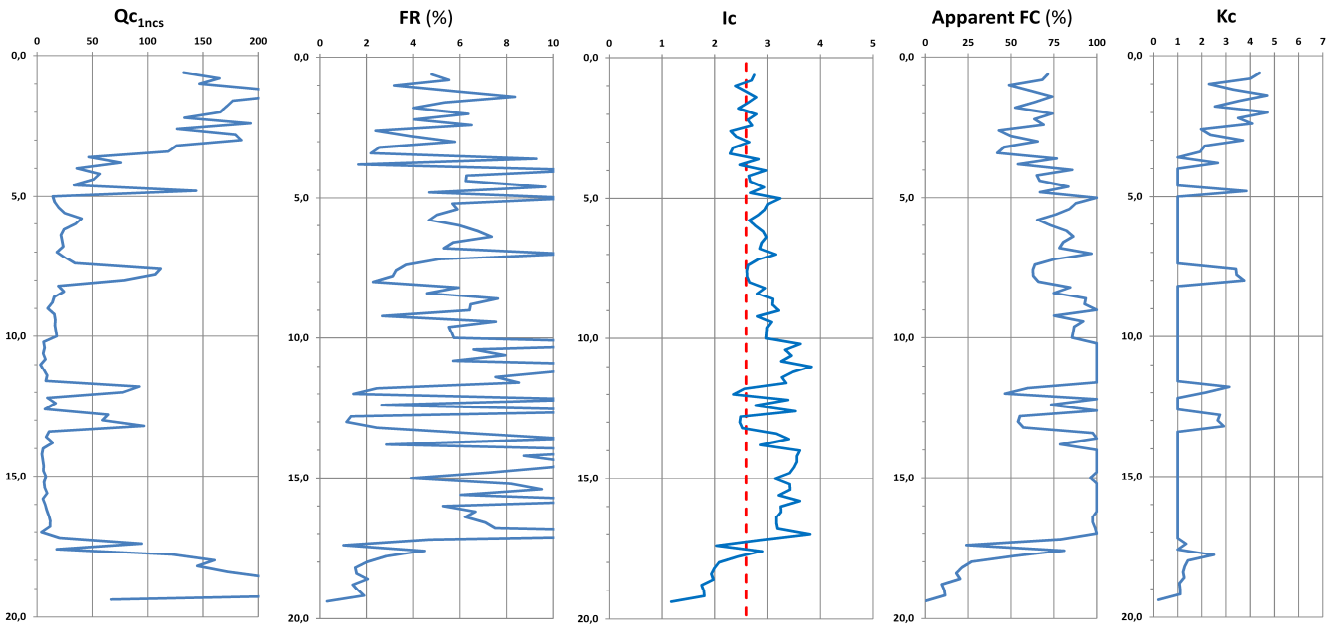 Qc1ncs
FR (%)
Ic
Apparent FC (%)
Kc
0 50 100 150 200
0 2 4 6 8 10
0 1 2 3 4 5
0 25 50 75 100
0 1 2 3 4 5 6 7
0,0 0,0 0,0 0,0 0,0
5,0 5,0 5,0 5,0 5,0
10,0 10,0 10,0 10,0 10,0
15,0 15,0 15,0 15,0 15,0
20,0 20,0 20,0 20,0 20,0